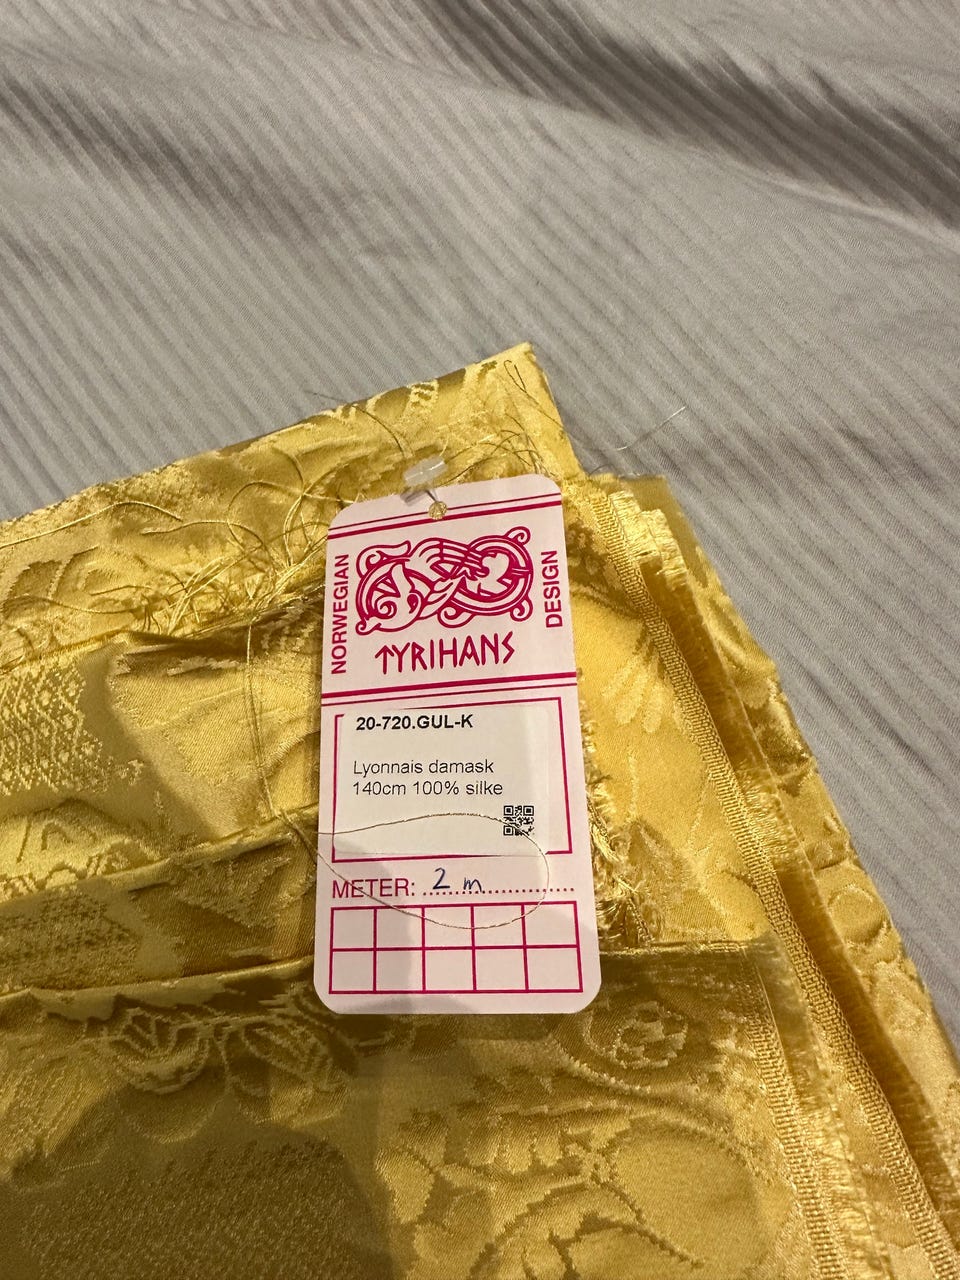 NORWEGIAN
DESIGN
TYRIHANS
20-720.GUL-K
Lyonnais damask
140cm 100% silke
METER: 2 m